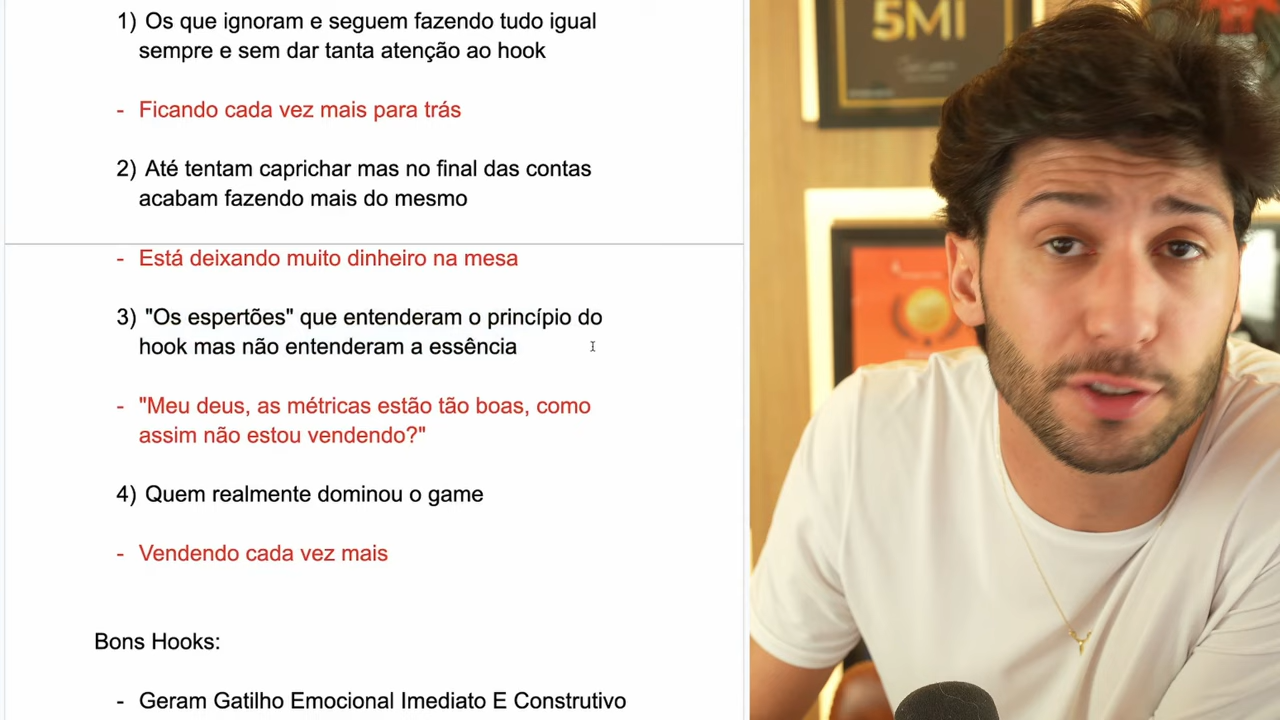 1) Os que ignoram e seguem fazendo tudo igual
sempre e sem dar tanta atenção ao hook
- Ficando cada vez mais para trás
2) Até tentam caprichar mas no final das contas
acabam fazendo mais do mesmo
- Está deixando muito dinheiro na mesa
3) "Os espertões" que entenderam o princípio do
hook mas não entenderam a essência
- "Meu deus, as métricas estão tão boas, como
assim não estou vendendo?"
4) Quem realmente dominou o game
- Vendendo cada vez mais
Bons Hooks:
- Geram Gatilho Emocional Imediato E Construtivo
5MI